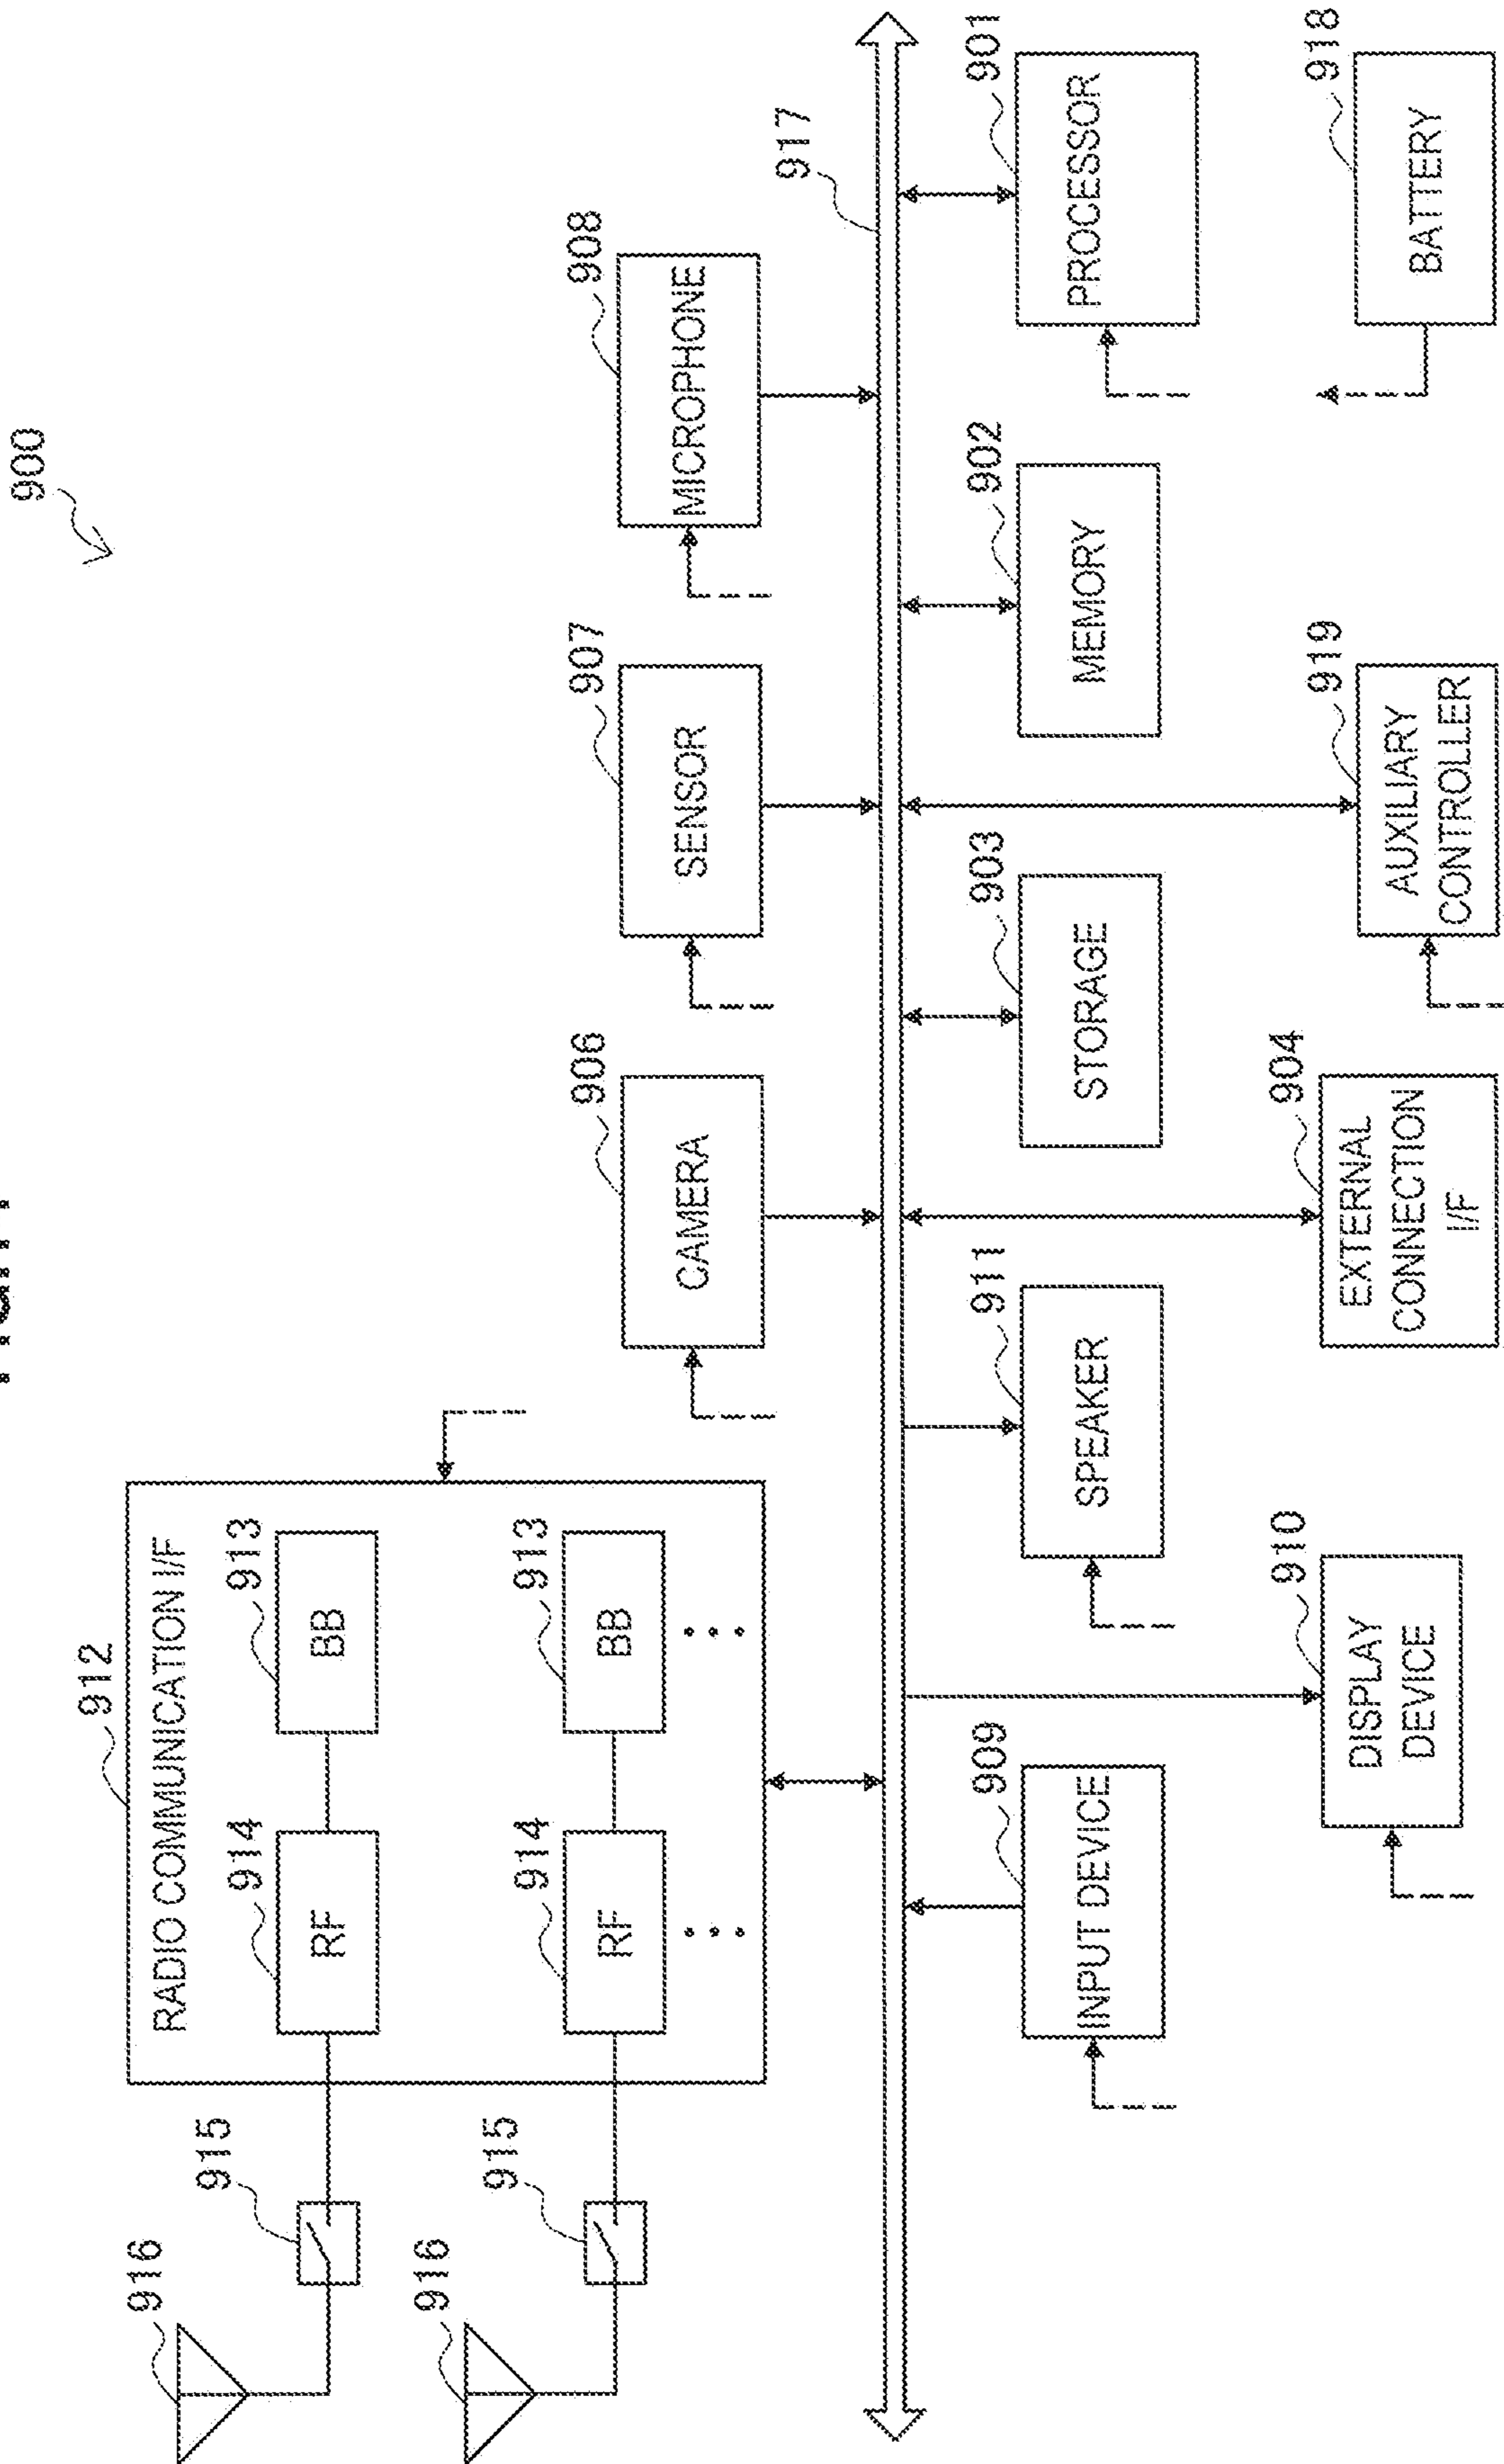 900
912
RADIO COMMUNICATION I/F
916
915
914
RF
913
BB
916
915
914
RF
913
BB
906
CAMERA
907
SENSOR
908
MICROPHONE
917
909
INPUT DEVICE
911
SPEAKER
903
STORAGE
902
MEMORY
901
PROCESSOR
910
DISPLAY
DEVICE
904
EXTERNAL
CONNECTION
I/F
919
AUXILIARY
CONTROLLER
918
BATTERY